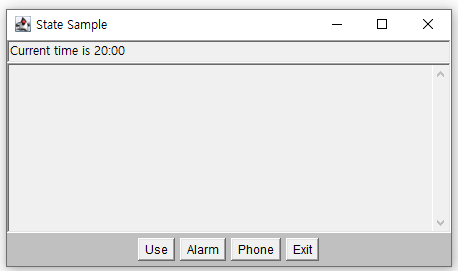 State Sample
Current time is 20:00
Use Alarm Phone Exit